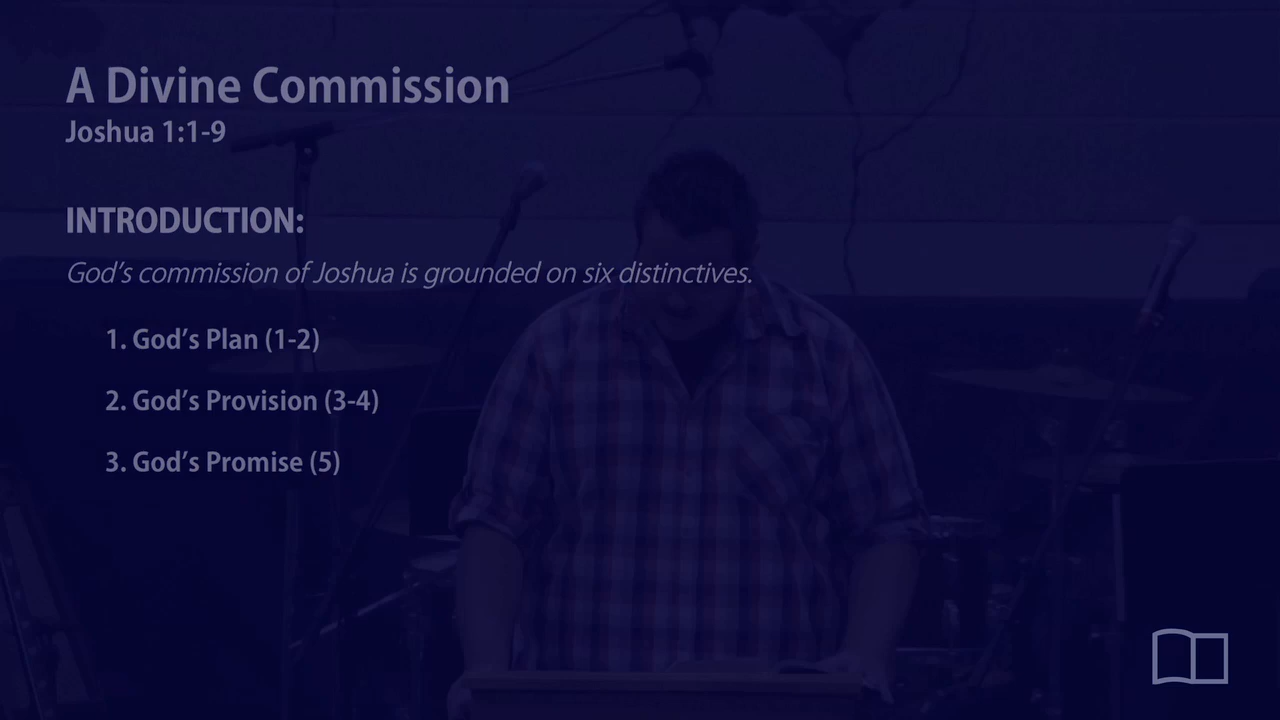 A Divine Commission
Joshua 1:1-9
INTRODUCTION:
God's commission of Joshua is grounded on six distinctives.
1. God's Plan (1-2)
2. God's Provision (3-4)
3. God's Promise (5)